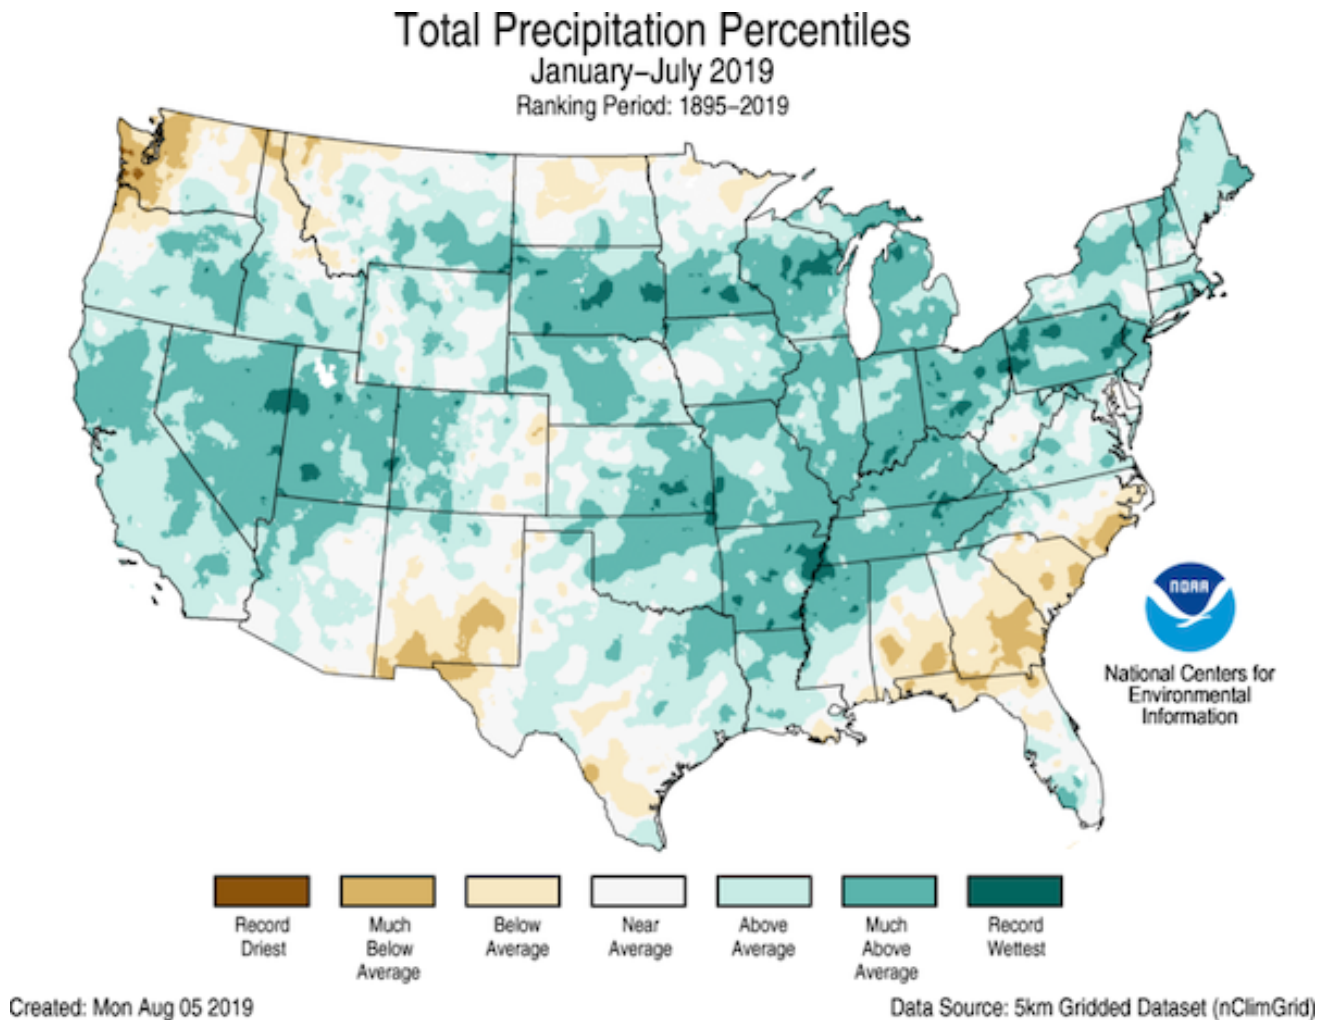 Total Precipitation Percentiles
January–July 2019
Ranking Period: 1895–2019
NOAA
National Centers for
Environmental
Information
Record
Driest
Much
Below
Average
Below
Average
Near
Average
Above
Average
Much
Above
Average
Record
Wettest
Created: Mon Aug 05 2019
Data Source: 5km Gridded Dataset (nClimGrid)